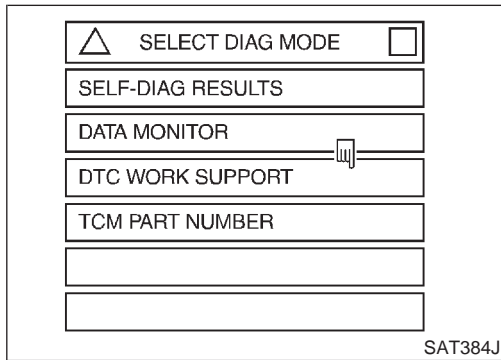 SELECT DIAG MODE
SELF-DIAG RESULTS
DATA MONITOR
DTC WORK SUPPORT
TCM PART NUMBER
SAT384J